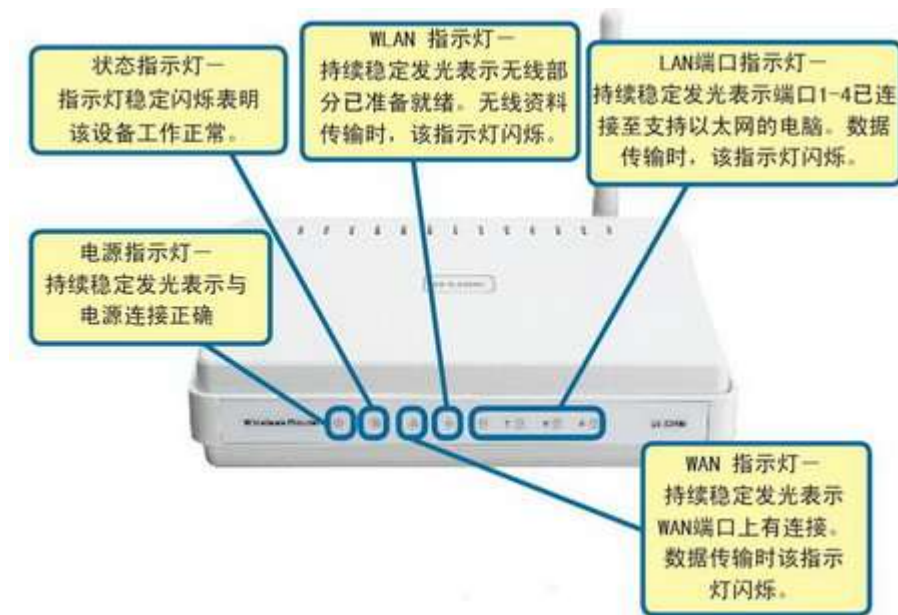 状态指示灯—
指示灯稳定闪烁表明
该设备工作正常。
WLAN 指示灯—
持续稳定发光表示无线部
分已准备就绪。无线资料
传输时，该指示灯闪烁。
LAN端口指示灯—
持续稳定发光表示端口1-4已连
接至支持以太网的电脑。数据
传输时，该指示灯闪烁。
电源指示灯—
持续稳定发光表示与
电源连接正确
Wireless Router
WAN 指示灯—
持续稳定发光表示
WAN端口上有连接。
数据传输时该指示
灯闪烁。